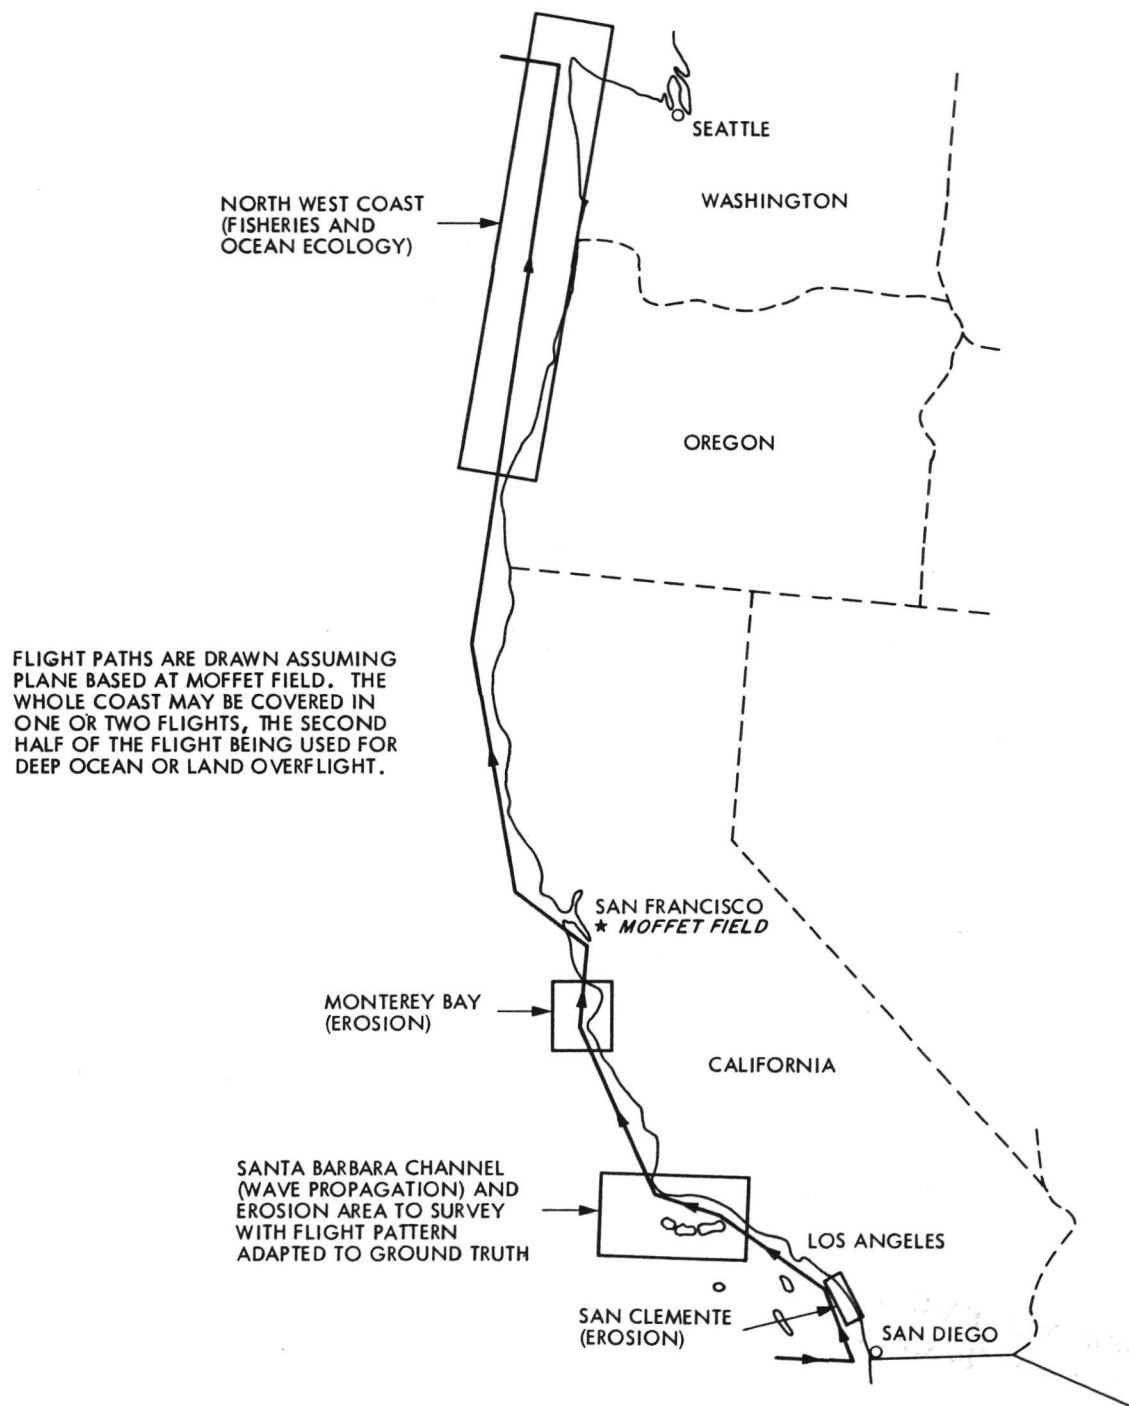 SEATTLE
WASHINGTON
NORTH WEST COAST
(FISHERIES AND
OCEAN ECOLOGY)
OREGON
FLIGHT PATHS ARE DRAWN ASSUMING
PLANE BASED AT MOFFET FIELD. THE
WHOLE COAST MAY BE COVERED IN
ONE OR TWO FLIGHTS, THE SECOND
HALF OF THE FLIGHT BEING USED FOR
DEEP OCEAN OR LAND OVERFLIGHT.
SAN FRANCISCO
* MOFFET FIELD
MONTEREY BAY
(EROSION)
CALIFORNIA
SANTA BARBARA CHANNEL
(WAVE PROPAGATION) AND
EROSION AREA TO SURVEY
WITH FLIGHT PATTERN
ADAPTED TO GROUND TRUTH
LOS ANGELES
SAN CLEMENTE
(EROSION)
SAN DIEGO